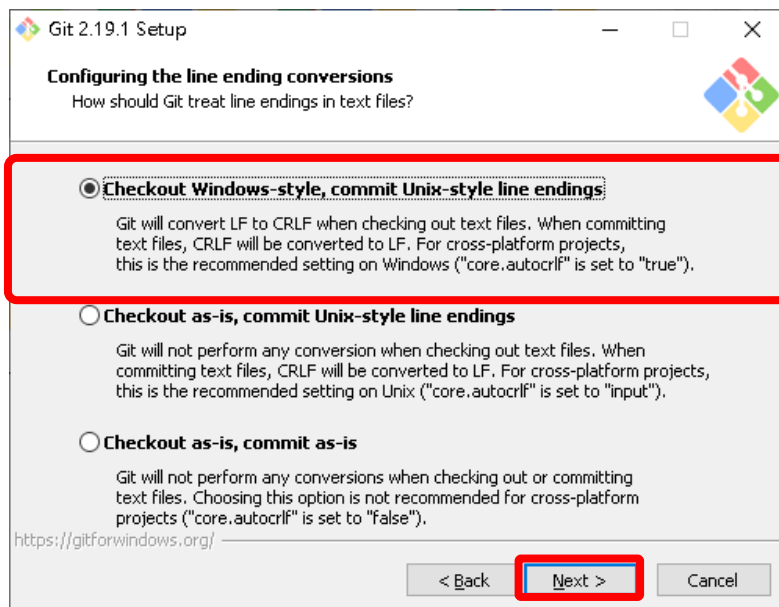 Git 2.19.1 Setup
Configuring the line ending conversions
How should Git treat line endings in text files?
Checkout Windows-style, commit Unix-style line endings
Git will convert LF to CRLF when checking out text files. When committing
text files, CRLF will be converted to LF. For cross-platform projects,
this is the recommended setting on Windows ("core.autocrlf" is set to "true").
Checkout as-is, commit Unix-style line endings
Git will not perform any conversion when checking out text files. When
committing text files, CRLF will be converted to LF. For cross-platform projects,
this is the recommended setting on Unix ("core.autocrlf" is set to "input").
Checkout as-is, commit as-is
Git will not perform any conversions when checking out or committing
text files. Choosing this option is not recommended for cross-platform
projects ("core.autocrlf" is set to "false").
https://gitforwindows.org/
< Back Next > Cancel